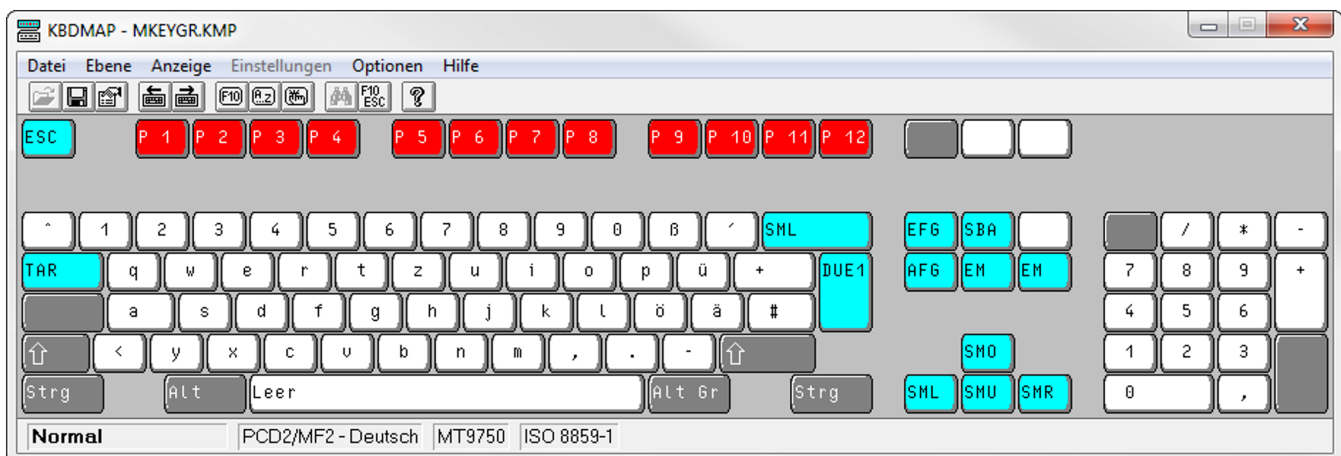 KBDMAP - MKEYGR.KMP
Datei Ebene Anzeige Einstellungen Optionen Hilfe
F10 A..Z F10 ESC ?
ESC P 1 P 2 P 3 P 4 P 5 P 6 P 7 P 8 P 9 P 10 P 11 P 12
^ 1 2 3 4 5 6 7 8 9 0 ß ´ SML EFG SBA / * -
TAR q w e r t z u i o p ü + DUE1 AFG EM EM 7 8 9 +
a s d f g h j k l ö ä # 4 5 6
< y x c v b n m , . - SMO 1 2 3
Strg Alt Leer Alt Gr Strg SML SMU SMR 0 ,
Normal PCD2/MF2 - Deutsch MT9750 ISO 8859-1